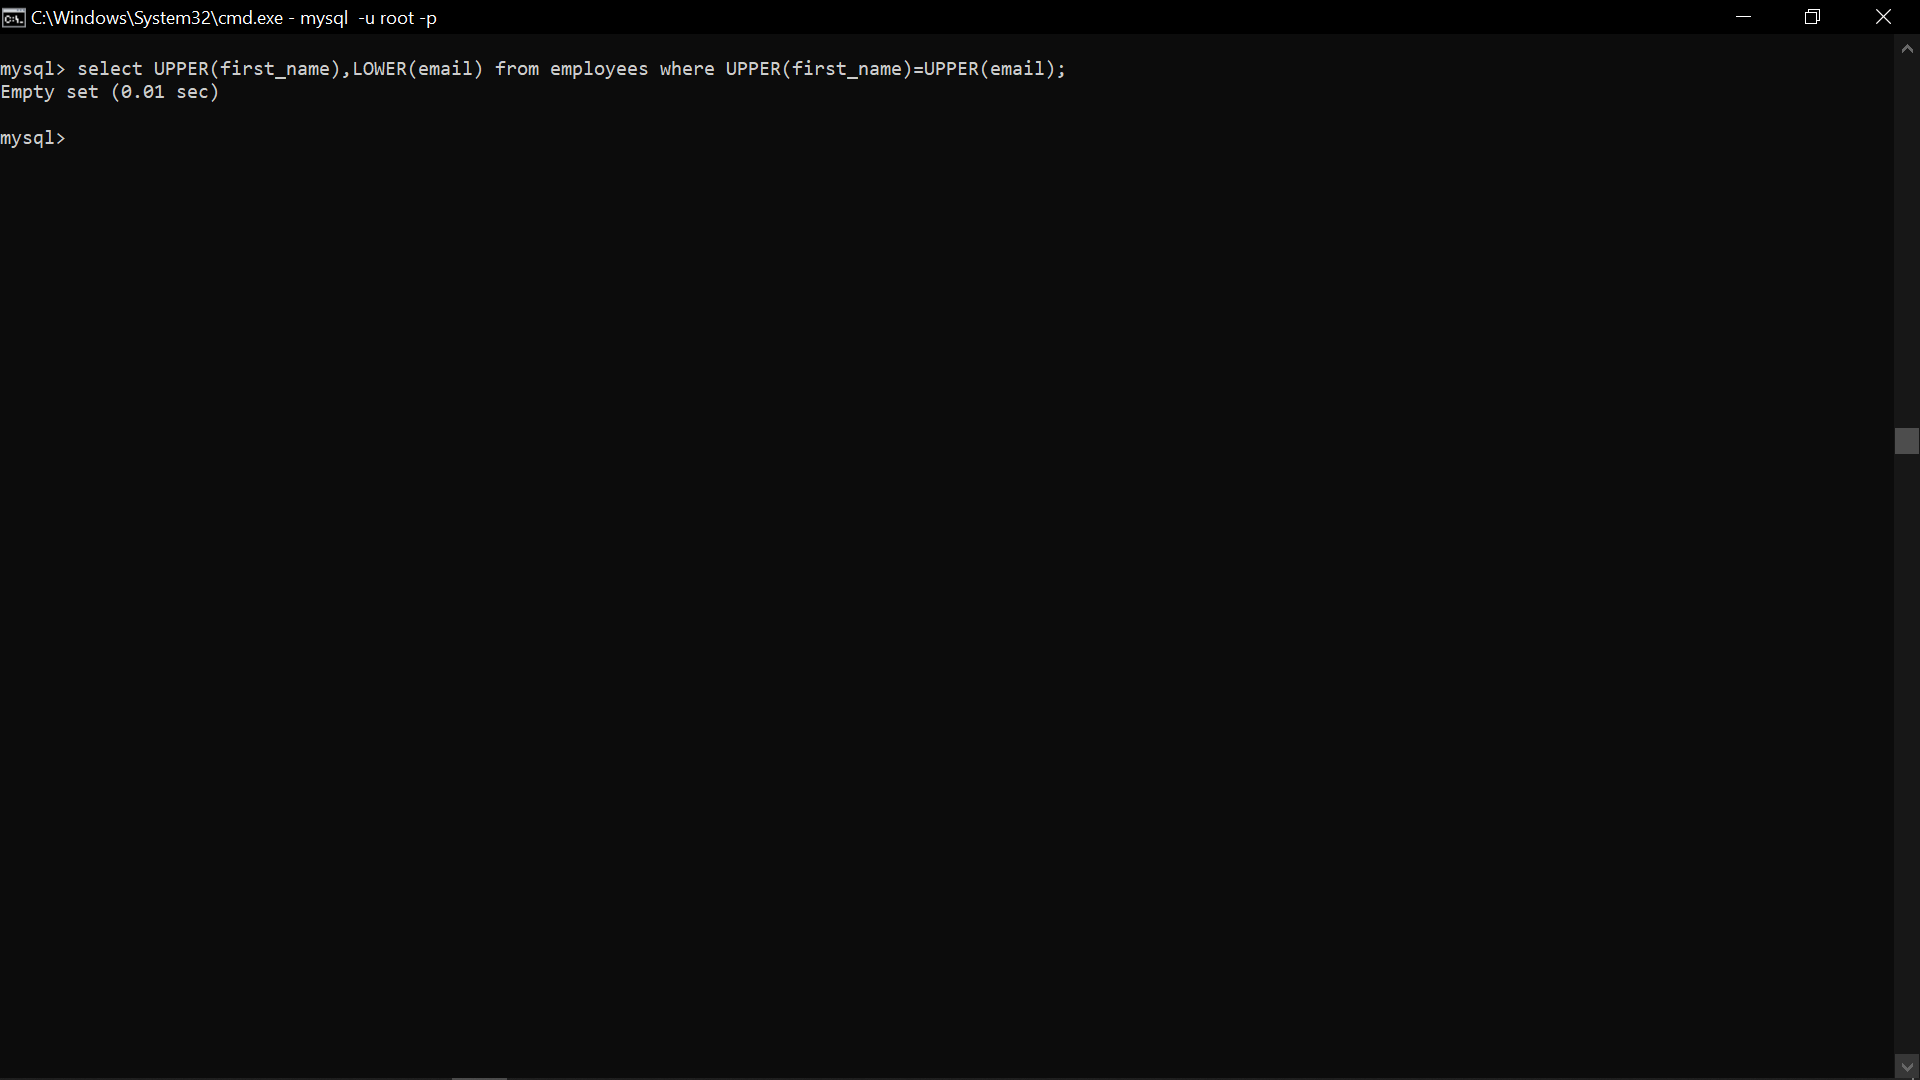 C:\Windows\System32\cmd.exe - mysql  -u root -p
mysql> select UPPER(first_name),LOWER(email) from employees where UPPER(first_name)=UPPER(email);
Empty set (0.01 sec)
mysql>